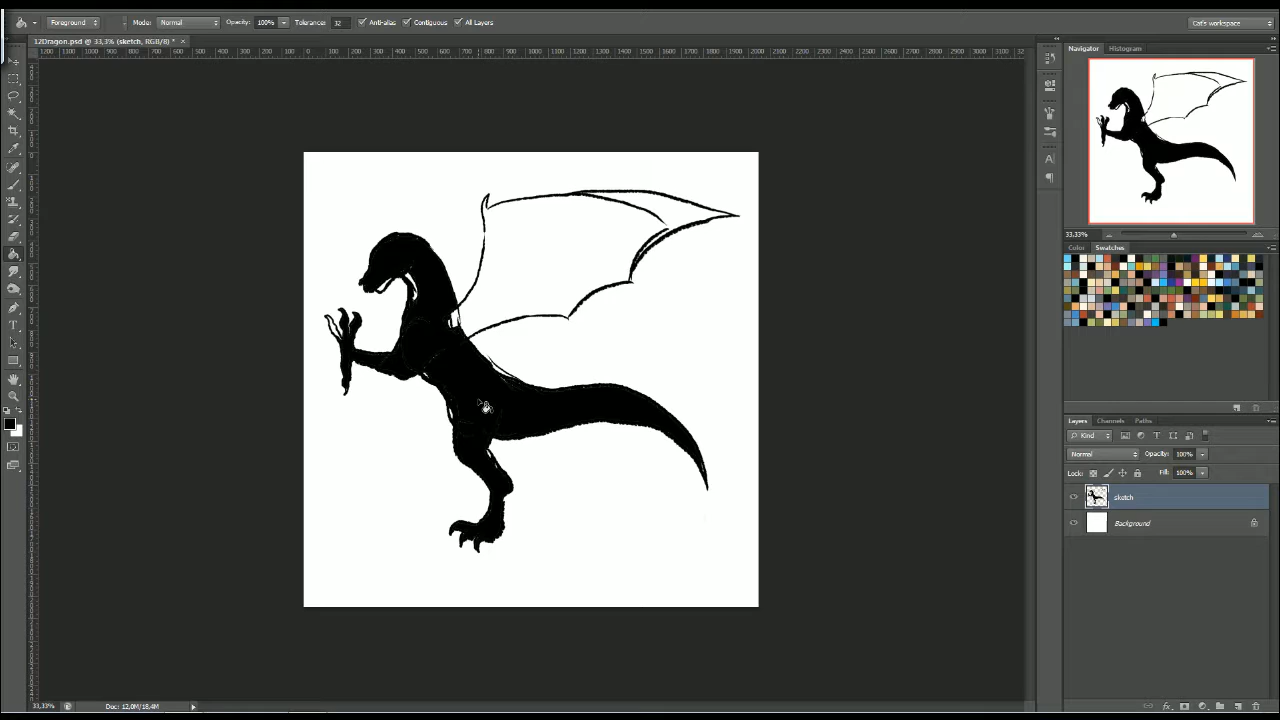 Foreground Mode: Normal Opacity: 100% Tolerance: 32 Anti-alias Contiguous All Layers Cat's workspace
12Dragon.psd @ 33,3% (sketch, RGB/8) * ×
Navigator Histogram
33,33%
Color Swatches
Layers Channels Paths
Kind
Normal Opacity: 100%
Lock: Fill: 100%
sketch
Background
33,33% Doc: 12,0M/18,4M